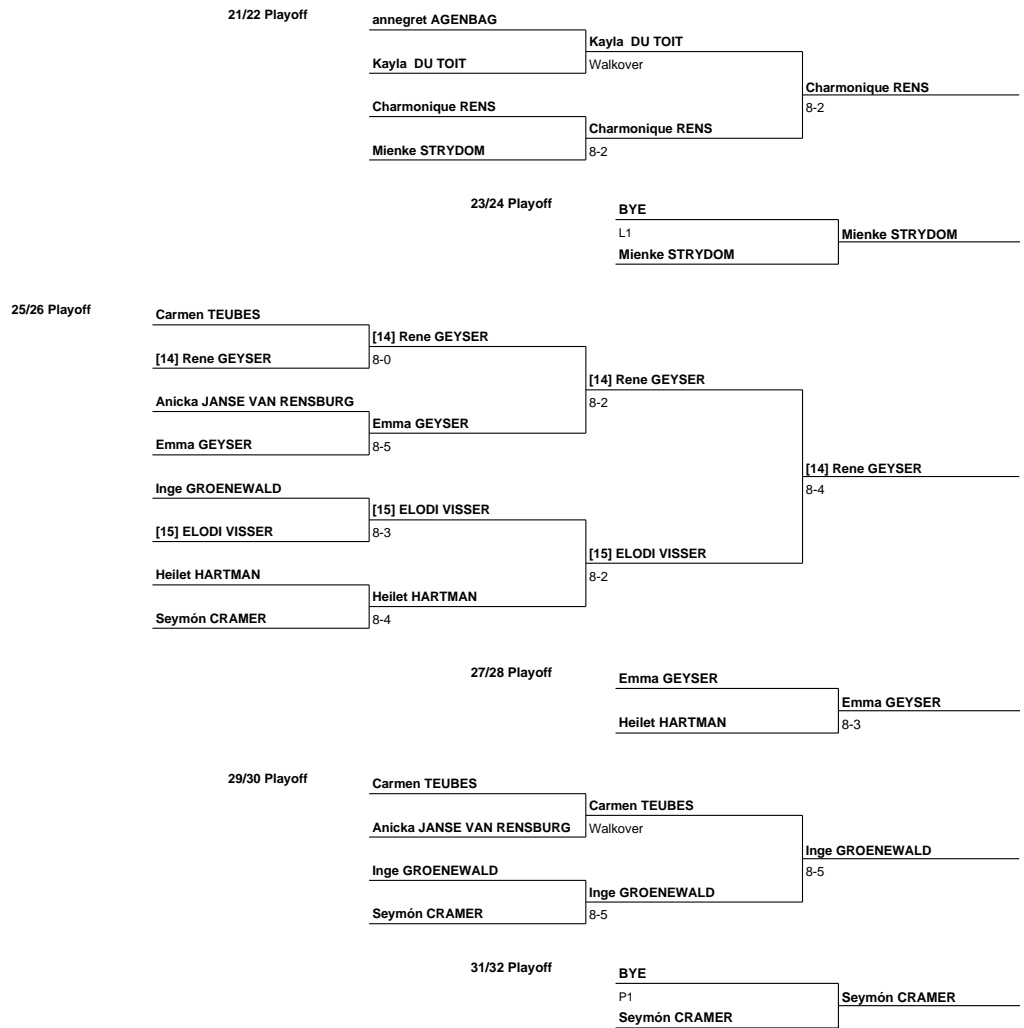 21/22 Playoff
annegret AGENBAG
Kayla  DU TOIT
Kayla  DU TOIT
Walkover
Charmonique RENS
8-2
Charmonique RENS
Charmonique RENS
Mienke STRYDOM
8-2
23/24 Playoff
BYE
L1
Mienke STRYDOM
Mienke STRYDOM
25/26 Playoff
Carmen TEUBES
[14] Rene GEYSER
[14] Rene GEYSER
8-0
[14] Rene GEYSER
8-2
Anicka JANSE VAN RENSBURG
Emma GEYSER
Emma GEYSER
8-5
[14] Rene GEYSER
8-4
Inge GROENEWALD
[15] ELODI VISSER
[15] ELODI VISSER
8-3
[15] ELODI VISSER
8-2
Heilet HARTMAN
Heilet HARTMAN
Seymón CRAMER
8-4
27/28 Playoff
Emma GEYSER
Emma GEYSER
Heilet HARTMAN
8-3
29/30 Playoff
Carmen TEUBES
Carmen TEUBES
Anicka JANSE VAN RENSBURG
Walkover
Inge GROENEWALD
8-5
Inge GROENEWALD
Inge GROENEWALD
Seymón CRAMER
8-5
31/32 Playoff
BYE
P1
Seymón CRAMER
Seymón CRAMER